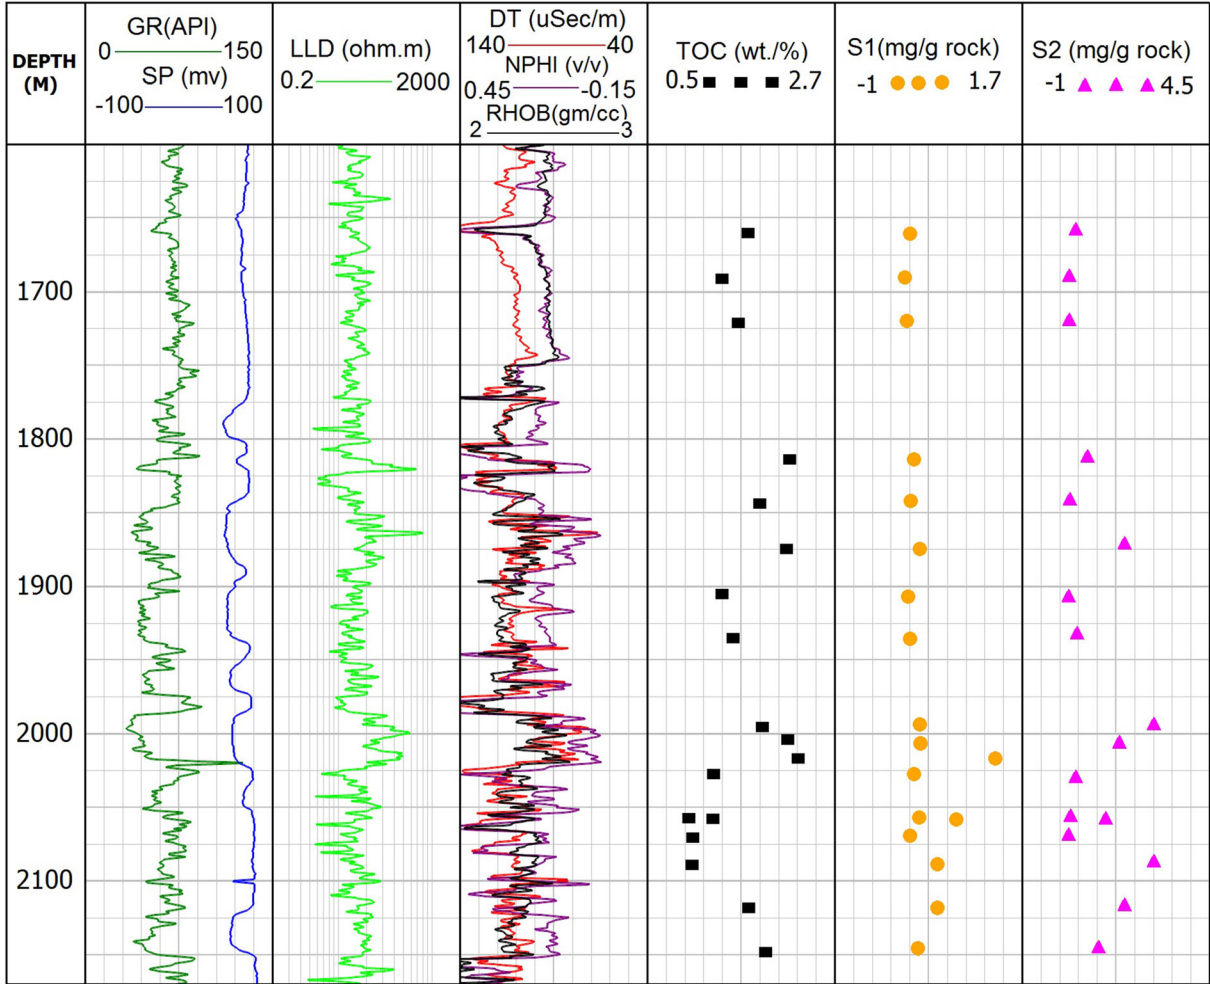 DEPTH
(M)
GR(API)
0 150
SP (mv)
-100 100
LLD (ohm.m)
0.2 2000
DT (uSec/m)
140 40
NPHI (v/v)
0.45 -0.15
RHOB(gm/cc)
2 3
TOC (wt./%)
0.5 2.7
S1(mg/g rock)
-1 1.7
S2 (mg/g rock)
-1 4.5
1700
1800
1900
2000
2100